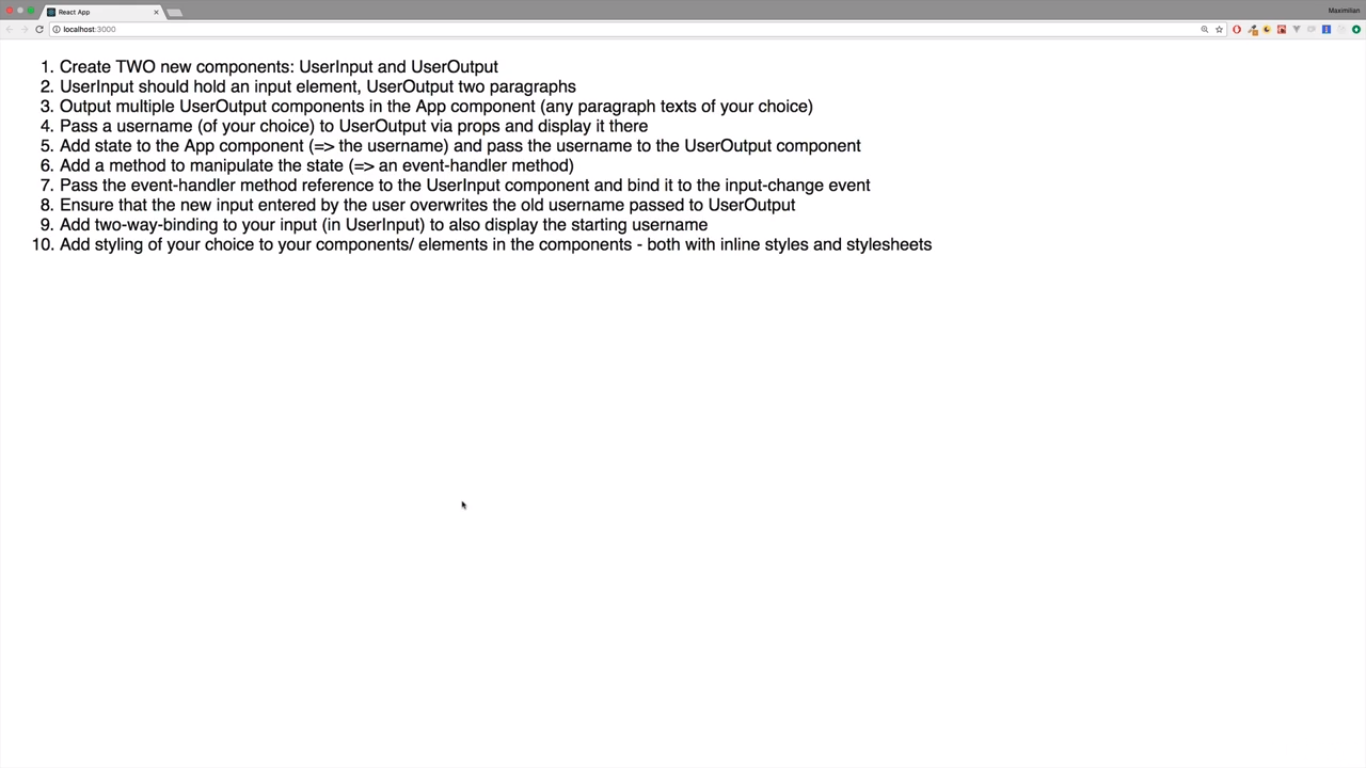 React App
Maximilian
localhost:3000
1. Create TWO new components: UserInput and UserOutput
2. UserInput should hold an input element, UserOutput two paragraphs
3. Output multiple UserOutput components in the App component (any paragraph texts of your choice)
4. Pass a username (of your choice) to UserOutput via props and display it there
5. Add state to the App component (=> the username) and pass the username to the UserOutput component
6. Add a method to manipulate the state (=> an event-handler method)
7. Pass the event-handler method reference to the UserInput component and bind it to the input-change event
8. Ensure that the new input entered by the user overwrites the old username passed to UserOutput
9. Add two-way-binding to your input (in UserInput) to also display the starting username
10. Add styling of your choice to your components/ elements in the components - both with inline styles and stylesheets